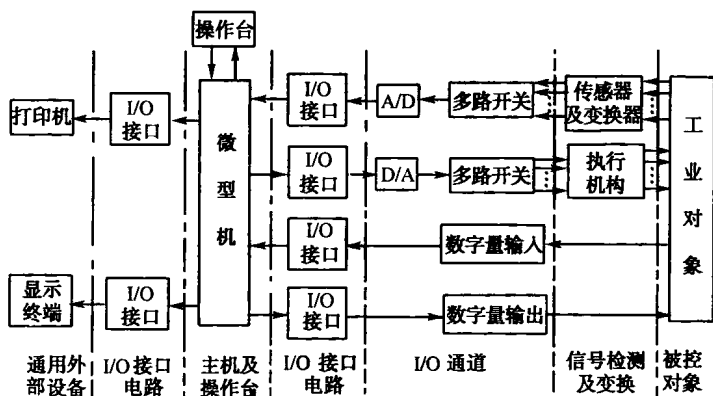 操作台
打印机
I/O
接口
微
型
机
I/O
接口
A/D
多路开关
传感器
及变换器
工
业
对
象
I/O
接口
D/A
多路开关
执行
机构
I/O
接口
数字量输入
显示
终端
I/O
接口
I/O
接口
数字量输出
通用外
部设备
I/O接口
电路
主机及
操作台
I/O接口
电路
I/O通道
信号检测
及变换
被控
对象